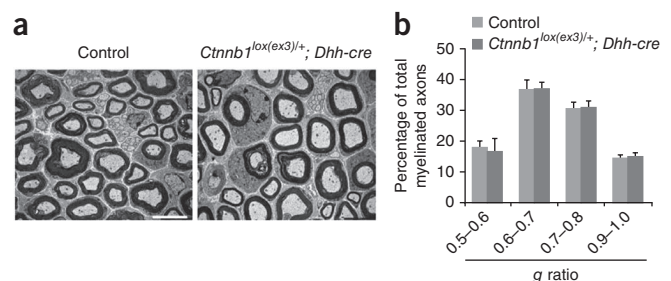 a
Control
Ctnnb1lox(ex3)/+; Dhh-cre
b
Control
Ctnnb1lox(ex3)/+; Dhh-cre
Percentage of total
myelinated axons
50
40
30
20
10
0
0.5–0.6
0.6–0.7
0.7–0.8
0.9–1.0
g ratio